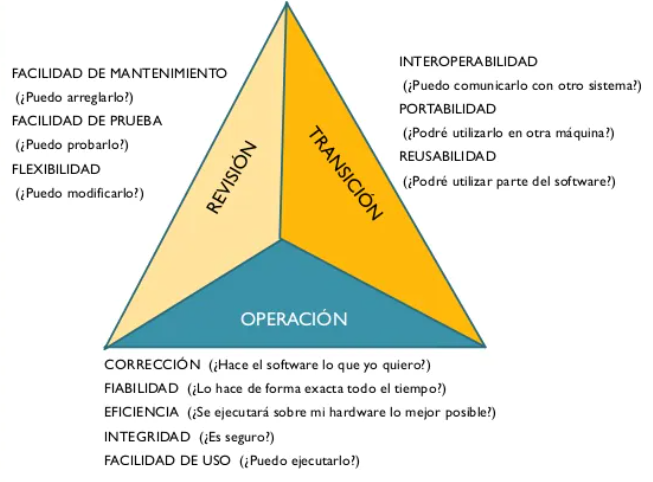 FACILIDAD DE MANTENIMIENTO
(¿Puedo arreglarlo?)
FACILIDAD DE PRUEBA
(¿Puedo probarlo?)
FLEXIBILIDAD
(¿Puedo modificarlo?)
INTEROPERABILIDAD
(¿Puedo comunicarlo con otro sistema?)
PORTABILIDAD
(¿Podré utilizarlo en otra máquina?)
REUSABILIDAD
(¿Podré utilizar parte del software?)
REVISIÓN
TRANSICIÓN
OPERACIÓN
CORRECCIÓN (¿Hace el software lo que yo quiero?)
FIABILIDAD (¿Lo hace de forma exacta todo el tiempo?)
EFICIENCIA (¿Se ejecutará sobre mi hardware lo mejor posible?)
INTEGRIDAD (¿Es seguro?)
FACILIDAD DE USO (¿Puedo ejecutarlo?)